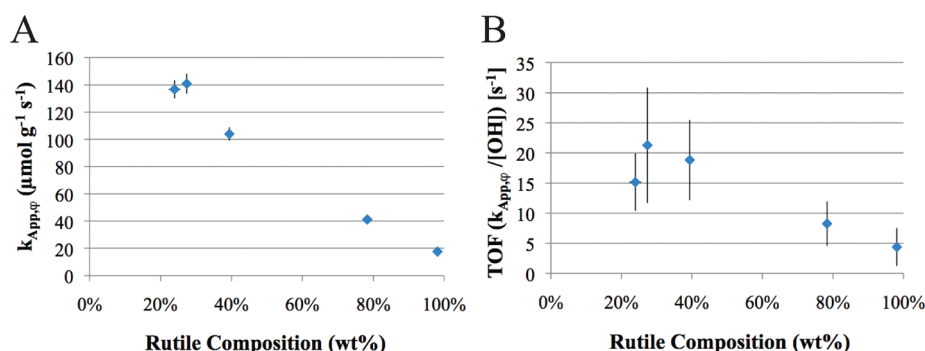 A
k_App,φ (μmol g⁻¹ s⁻¹)
160
140
120
100
80
60
40
20
0
0% 20% 40% 60% 80% 100%
Rutile Composition (wt%)
B
TOF (k_App,φ /[OH]) [s⁻¹]
35
30
25
20
15
10
5
0
0% 20% 40% 60% 80% 100%
Rutile Composition (wt%)